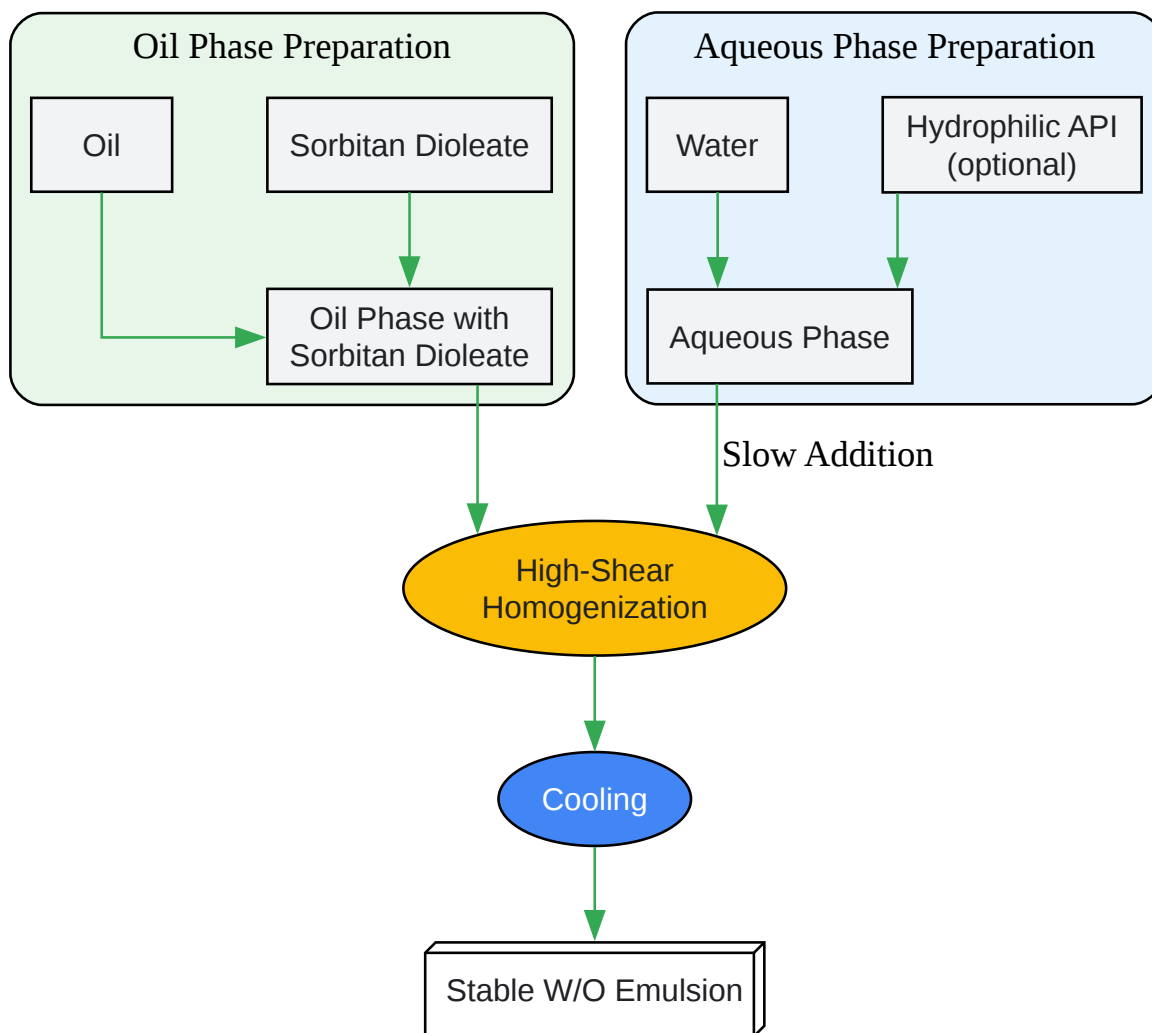 Oil Phase Preparation
Oil
Sorbitan Dioleate
Oil Phase with
Sorbitan Dioleate
Aqueous Phase Preparation
Water
Hydrophilic API
(optional)
Aqueous Phase
Slow Addition
High-Shear
Homogenization
Cooling
Stable W/O Emulsion